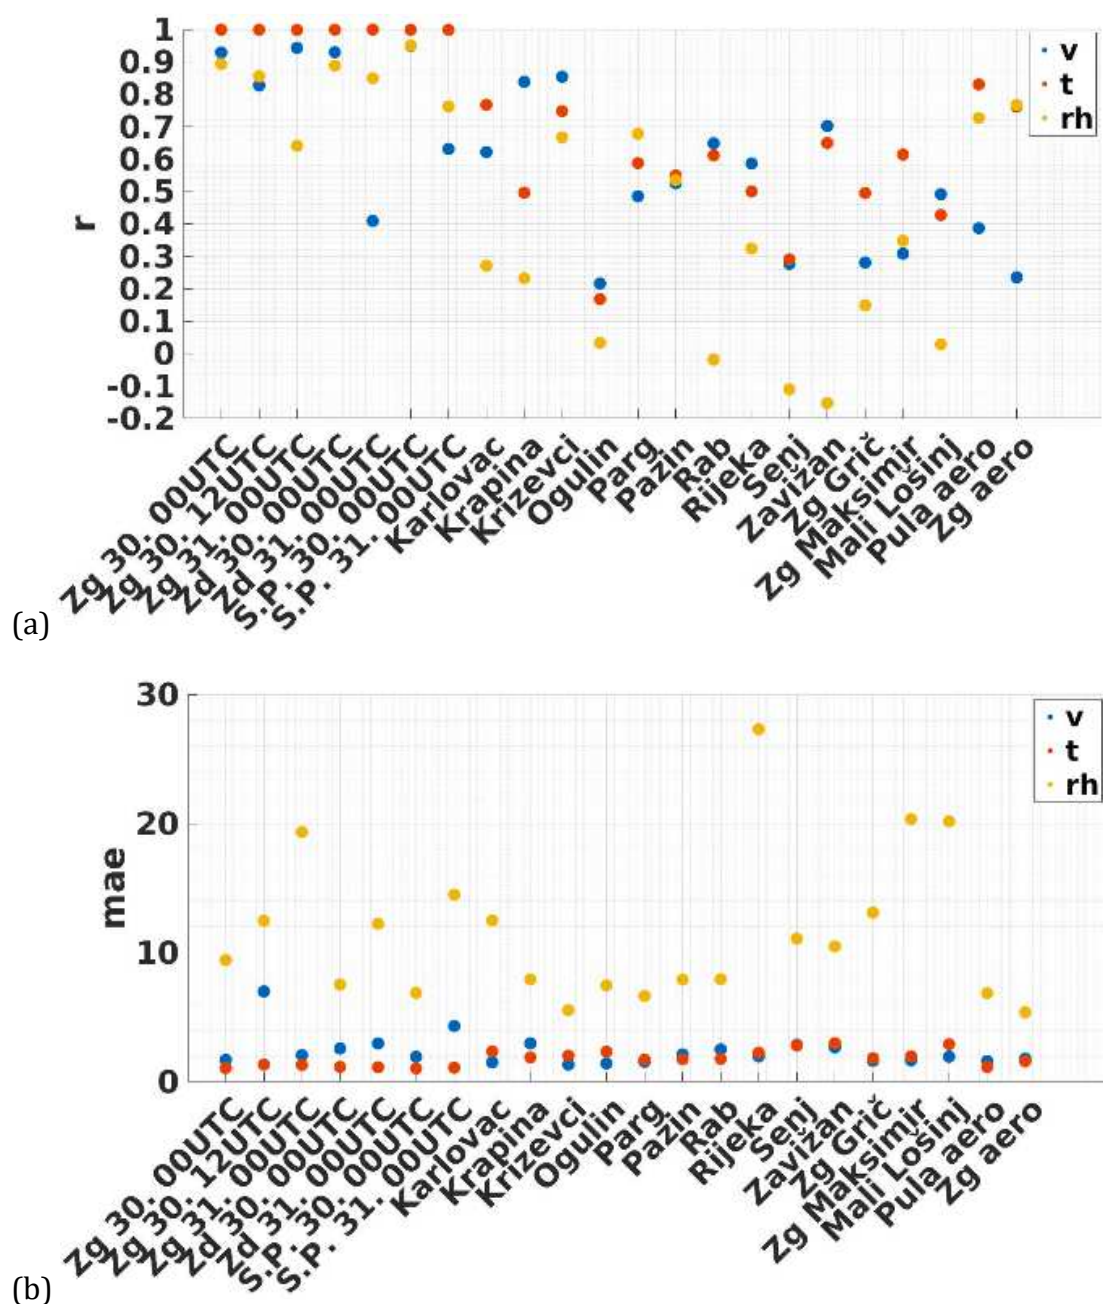 1
0.9
0.8
0.7
0.6
0.5
0.4
0.3
0.2
0.1
0
-0.1
-0.2
r
v
t
rh
Zg 30. 00UTC
Zg 30. 12UTC
Zg 31. 00UTC
Zd 30. 00UTC
Zd 31. 00UTC
S.P. 30. 00UTC
S.P. 31. 00UTC
Karlovac
Krapina
Krizevci
Ogulin
Parg
Pazin
Rab
Rijeka
Senj
Zavižan
Zg Grič
Zg Maksimir
Mali Lošinj
Pula aero
Zg aero
(a)
30
20
10
0
mae
v
t
rh
Zg 30. 00UTC
Zg 30. 12UTC
Zg 31. 00UTC
Zd 30. 00UTC
Zd 31. 00UTC
S.P. 30. 00UTC
S.P. 31. 00UTC
Karlovac
Krapina
Krizevci
Ogulin
Parg
Pazin
Rab
Rijeka
Senj
Zavižan
Zg Grič
Zg Maksimir
Mali Lošinj
Pula aero
Zg aero
(b)